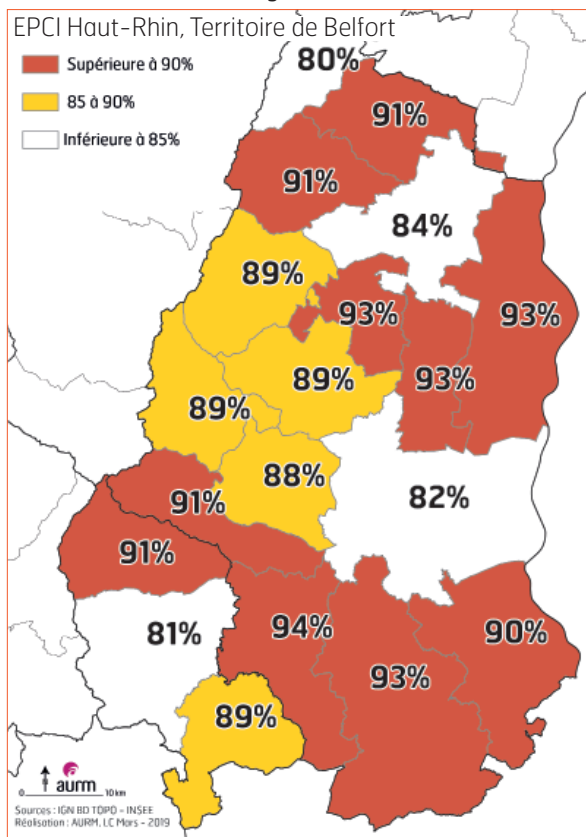 EPCI Haut-Rhin, Territoire de Belfort
80%
Supérieure à 90%
85 à 90%
91%
Inférieure à 85%
91%
84%
89%
93%
93%
89%
93%
89%
88%
82%
91%
91%
81%
94%
90%
93%
89%
N
aurm
0 10 km
Sources : IGN BD TOPO - INSEE
Réalisation : AURM, LC Mars - 2019